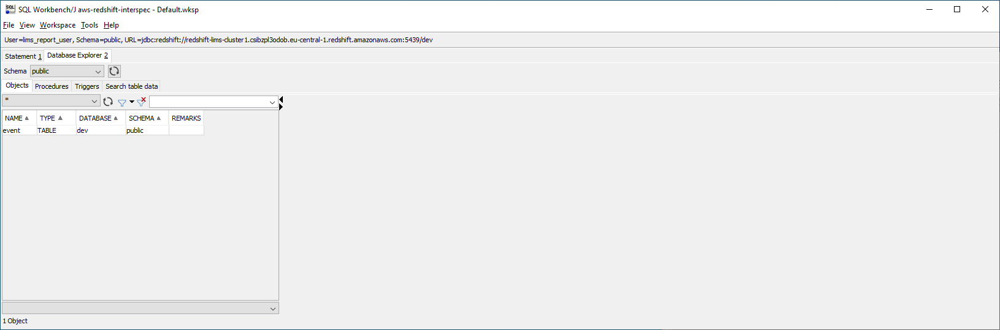 SQL Workbench/J aws-redshift-interspec - Default.wksp
File View Workspace Tools Help
User=lims_report_user, Schema=public, URL=jdbc:redshift://redshift-lims-cluster1.csibzpl3odob.eu-central-1.redshift.amazonaws.com:5439/dev
Statement 1 Database Explorer 2
Schema public
Objects Procedures Triggers Search table data
*
NAME TYPE DATABASE SCHEMA REMARKS
event TABLE dev public
1 Object